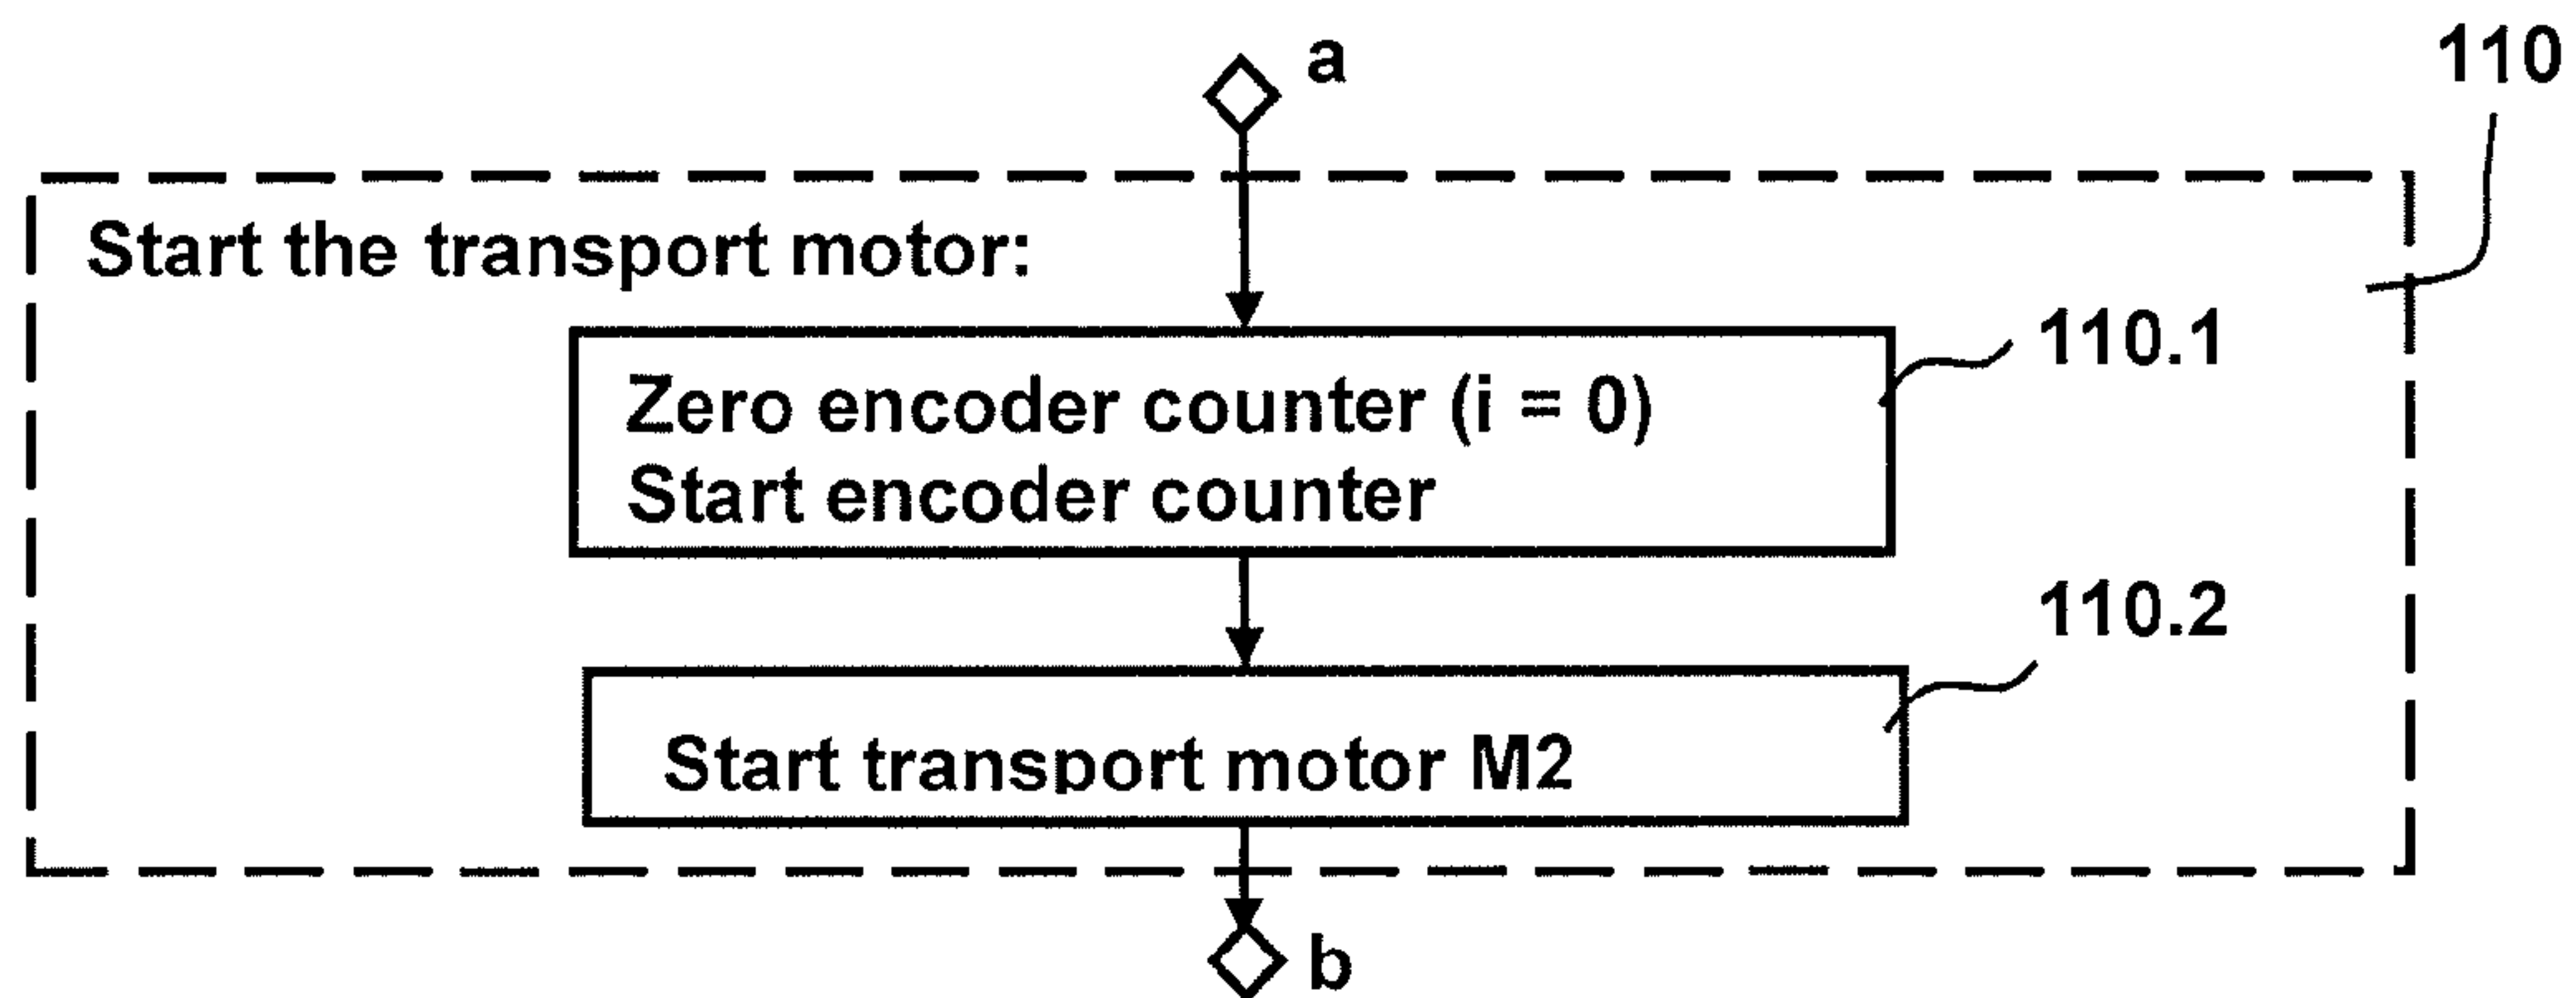 a
110
Start the transport motor:
110.1
Zero encoder counter (i = 0)
Start encoder counter
110.2
Start transport motor M2
b